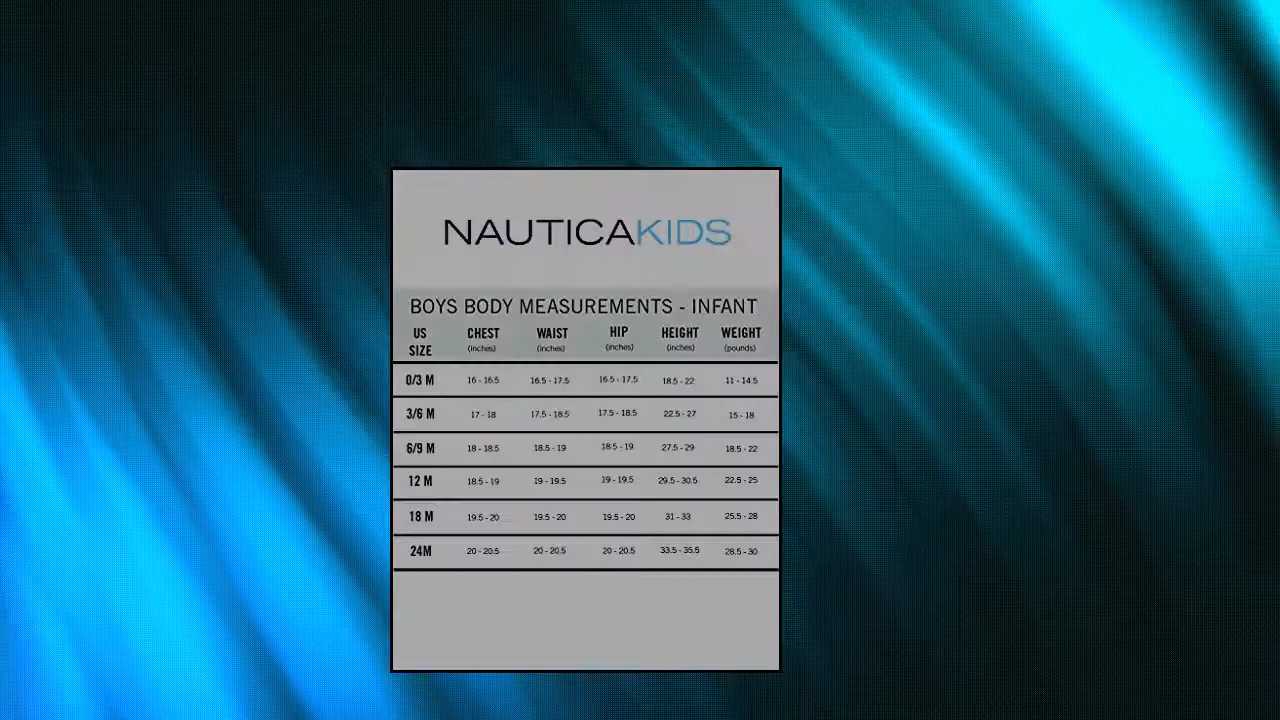 NAUTICAKIDS
BOYS BODY MEASUREMENTS - INFANT
US SIZE CHEST (inches) WAIST (inches) HIP (inches) HEIGHT (inches) WEIGHT (pounds)
0/3 M 16 - 16.5 16.5 - 17.5 16.5 - 17.5 18.5 - 22 11 - 14.5
3/6 M 17 - 18 17.5 - 18.5 17.5 - 18.5 22.5 - 27 15 - 18
6/9 M 18 - 18.5 18.5 - 19 18.5 - 19 27.5 - 29 18.5 - 22
12 M 18.5 - 19 19 - 19.5 19 - 19.5 29.5 - 30.5 22.5 - 25
18 M 19.5 - 20 19.5 - 20 19.5 - 20 31 - 33 25.5 - 28
24M 20 - 20.5 20 - 20.5 20 - 20.5 33.5 - 35.5 28.5 - 30